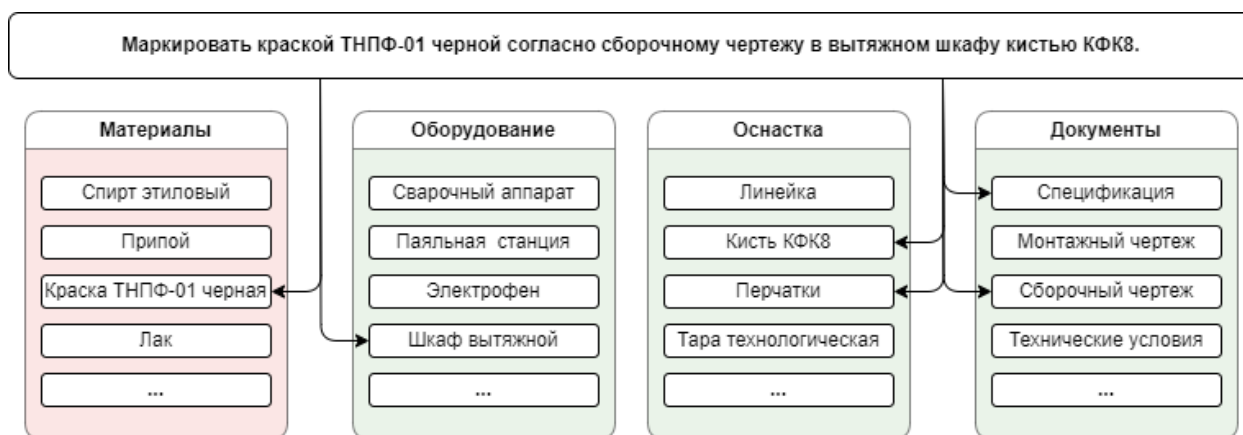 Маркировать краской ТНПФ-01 черной согласно сборочному чертежу в вытяжном шкафу кистью КФК8.
Материалы
Спирт этиловый
Припой
Краска ТНПФ-01 черная
Лак
...
Оборудование
Сварочный аппарат
Паяльная станция
Электрофен
Шкаф вытяжной
...
Оснастка
Линейка
Кисть КФК8
Перчатки
Тара технологическая
...
Документы
Спецификация
Монтажный чертеж
Сборочный чертеж
Технические условия
...